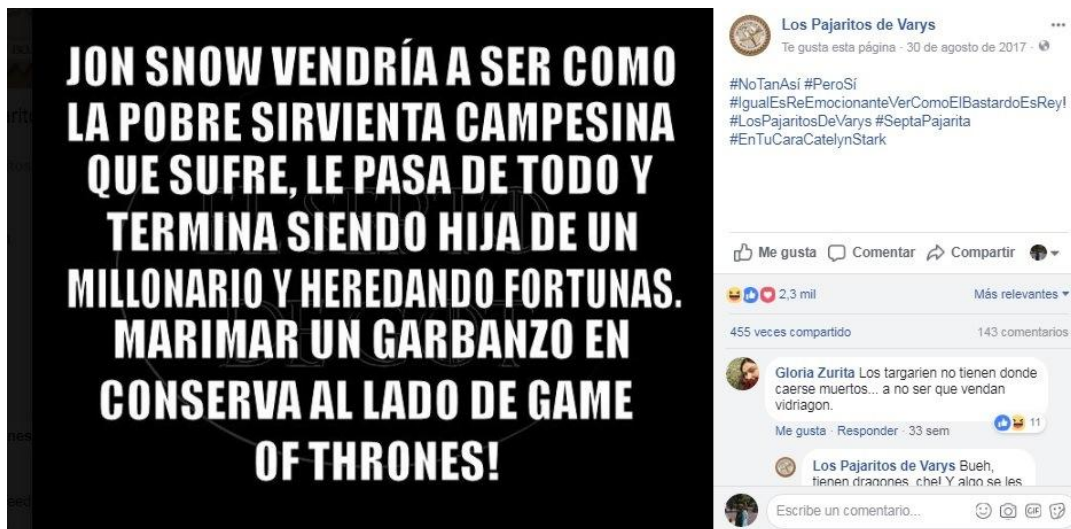 JON SNOW VENDRÍA A SER COMO
LA POBRE SIRVIENTA CAMPESINA
QUE SUFRE, LE PASA DE TODO Y
TERMINA SIENDO HIJA DE UN
MILLONARIO Y HEREDANDO FORTUNAS.
MARIMAR UN GARBANZO EN
CONSERVA AL LADO DE GAME
OF THRONES!
Los Pajaritos de Varys
Te gusta esta página · 30 de agosto de 2017 ·
#NoTanAsí #PeroSí
#IgualEsReEmocionanteVerComoElBastardoEsRey!
#LosPajaritosDeVarys #SeptaPajarita
#EnTuCaraCatelynStark
Me gusta Comentar Compartir
2,3 mil Más relevantes
455 veces compartido 143 comentarios
Gloria Zurita Los targarien no tienen donde
caerse muertos... a no ser que vendan
vidriagon.
11
Me gusta · Responder · 33 sem
Los Pajaritos de Varys Bueh,
tienen dragones, che! Y algo se les
Escribe un comentario...
GIF